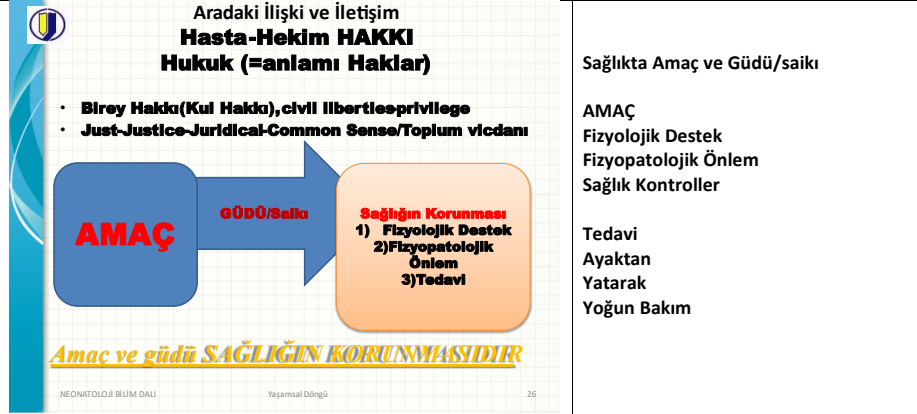 Aradaki İlişki ve İletişim
Hasta-Hekim HAKKI
Hukuk (=anlamı Haklar)
• Birey Hakkı(Kul Hakkı),civil liberties-privilege
• Just-Justice-Juridical-Common Sense/Toplum vicdanı
AMAÇ
GÜDÜ/Saikı
Sağlığın Korunması
1) Fizyolojik Destek
2)Fizyopatolojik
Önlem
3)Tedavi
Amaç ve güdü SAĞLIĞIN KORUNMASIDIR
NEONATOLOJİ BİLİM DALI Yaşamsal Döngü 26
Sağlıkta Amaç ve Güdü/saikı
AMAÇ
Fizyolojik Destek
Fizyopatolojik Önlem
Sağlık Kontroller
Tedavi
Ayaktan
Yatarak
Yoğun Bakım